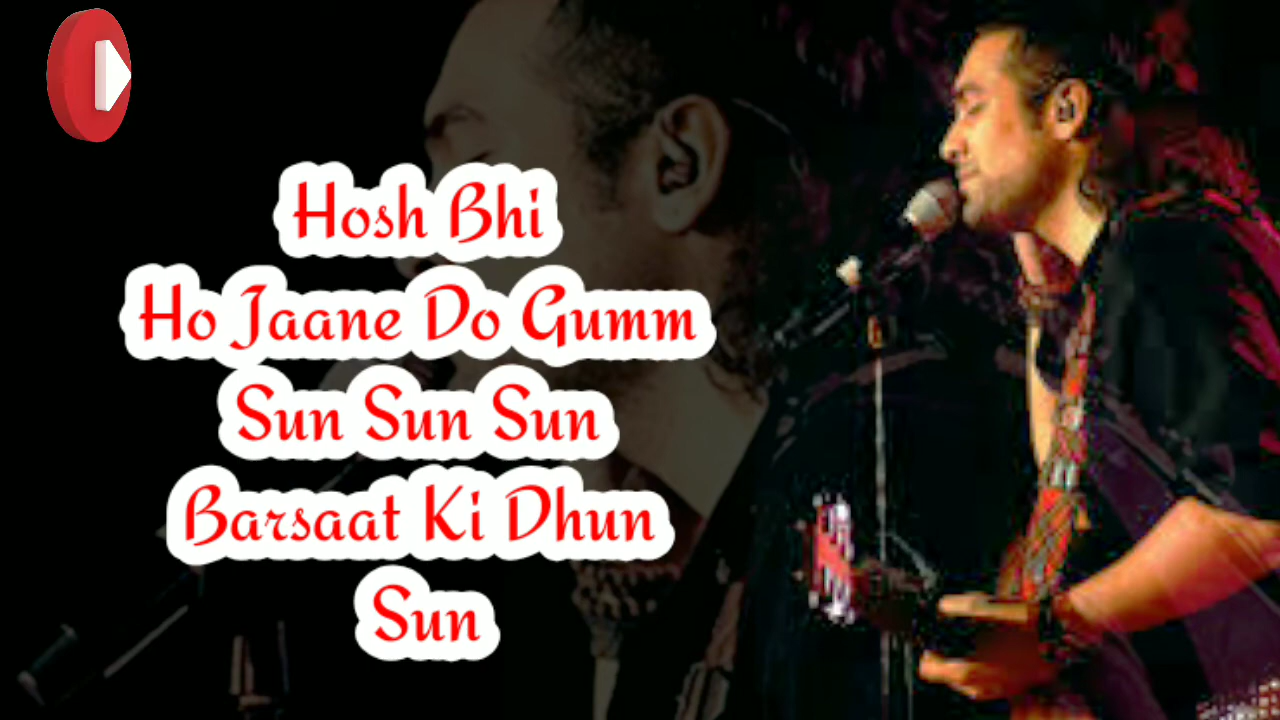 Hosh Bhi
Ho Jaane Do Gumm
Sun Sun Sun
Barsaat Ki Dhun
Sun